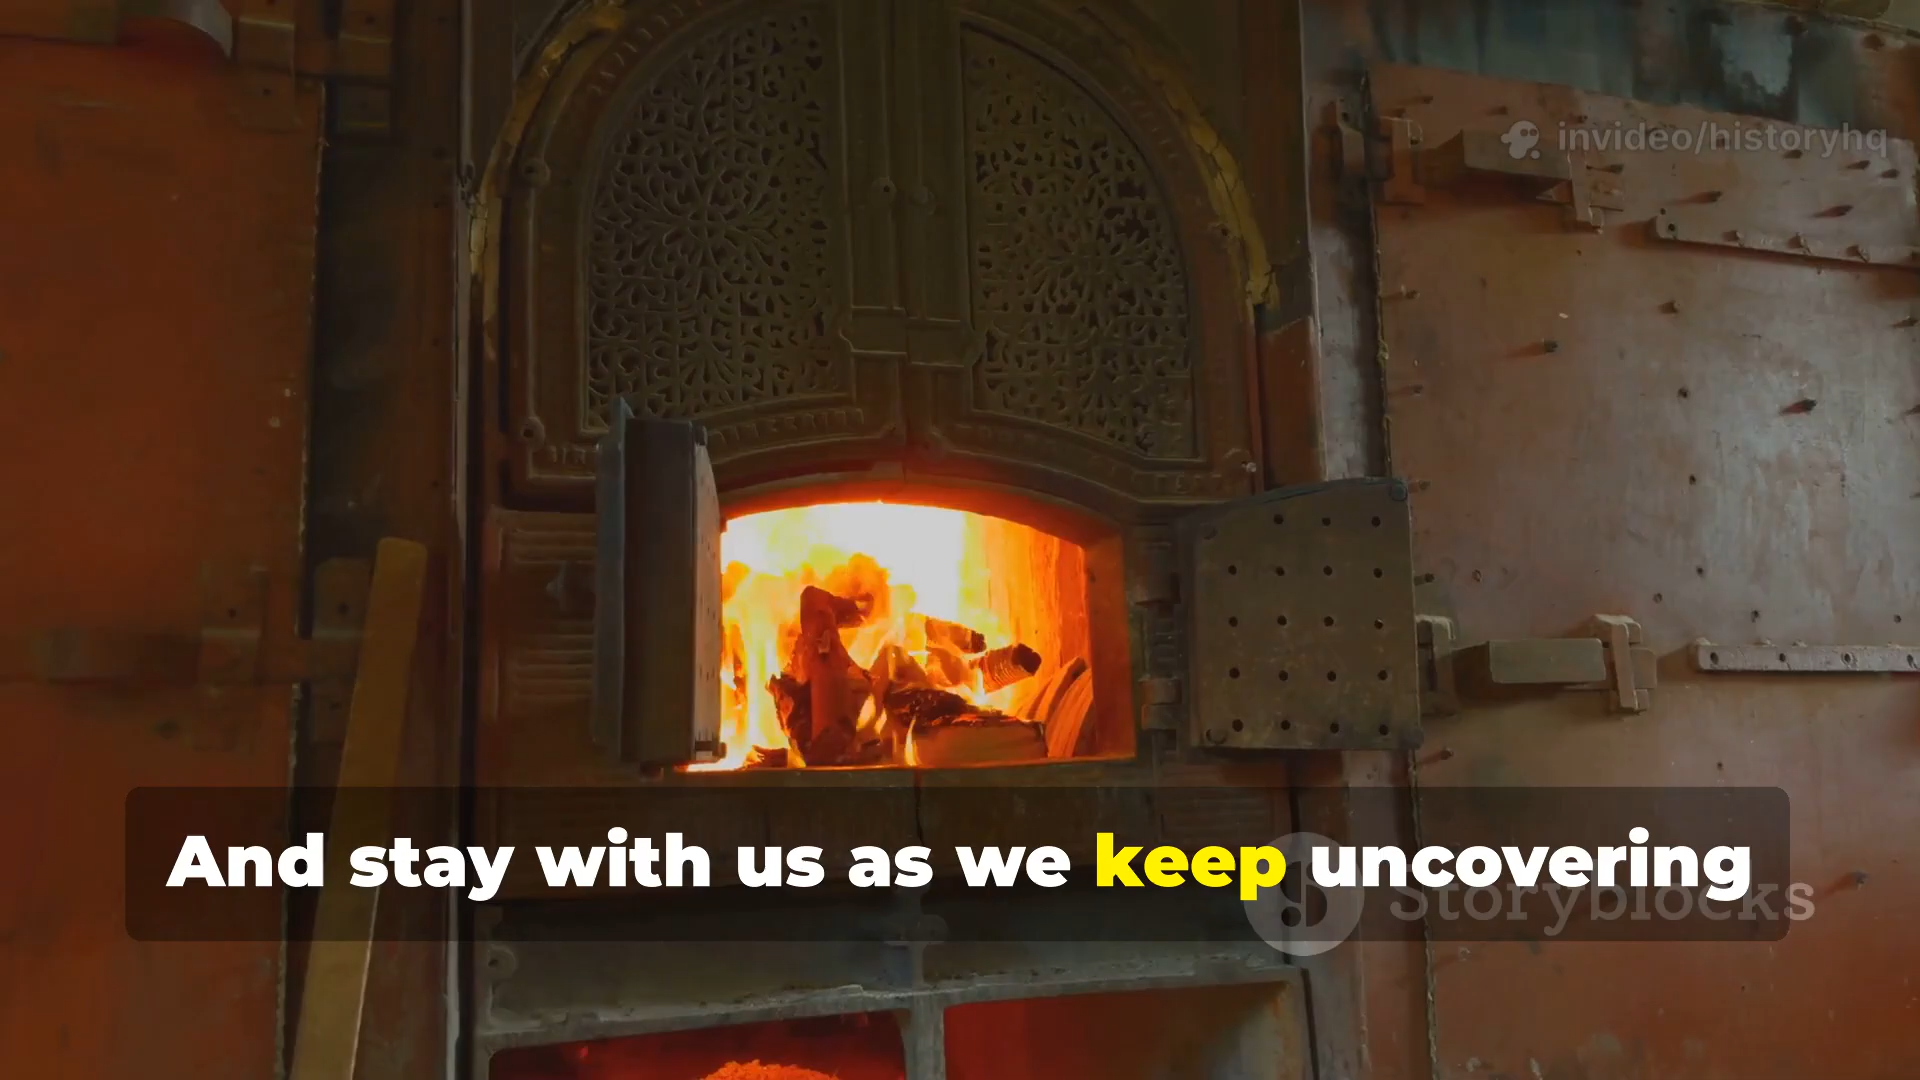 invideo/historyhq
And stay with us as we keep uncovering
Storyblocks